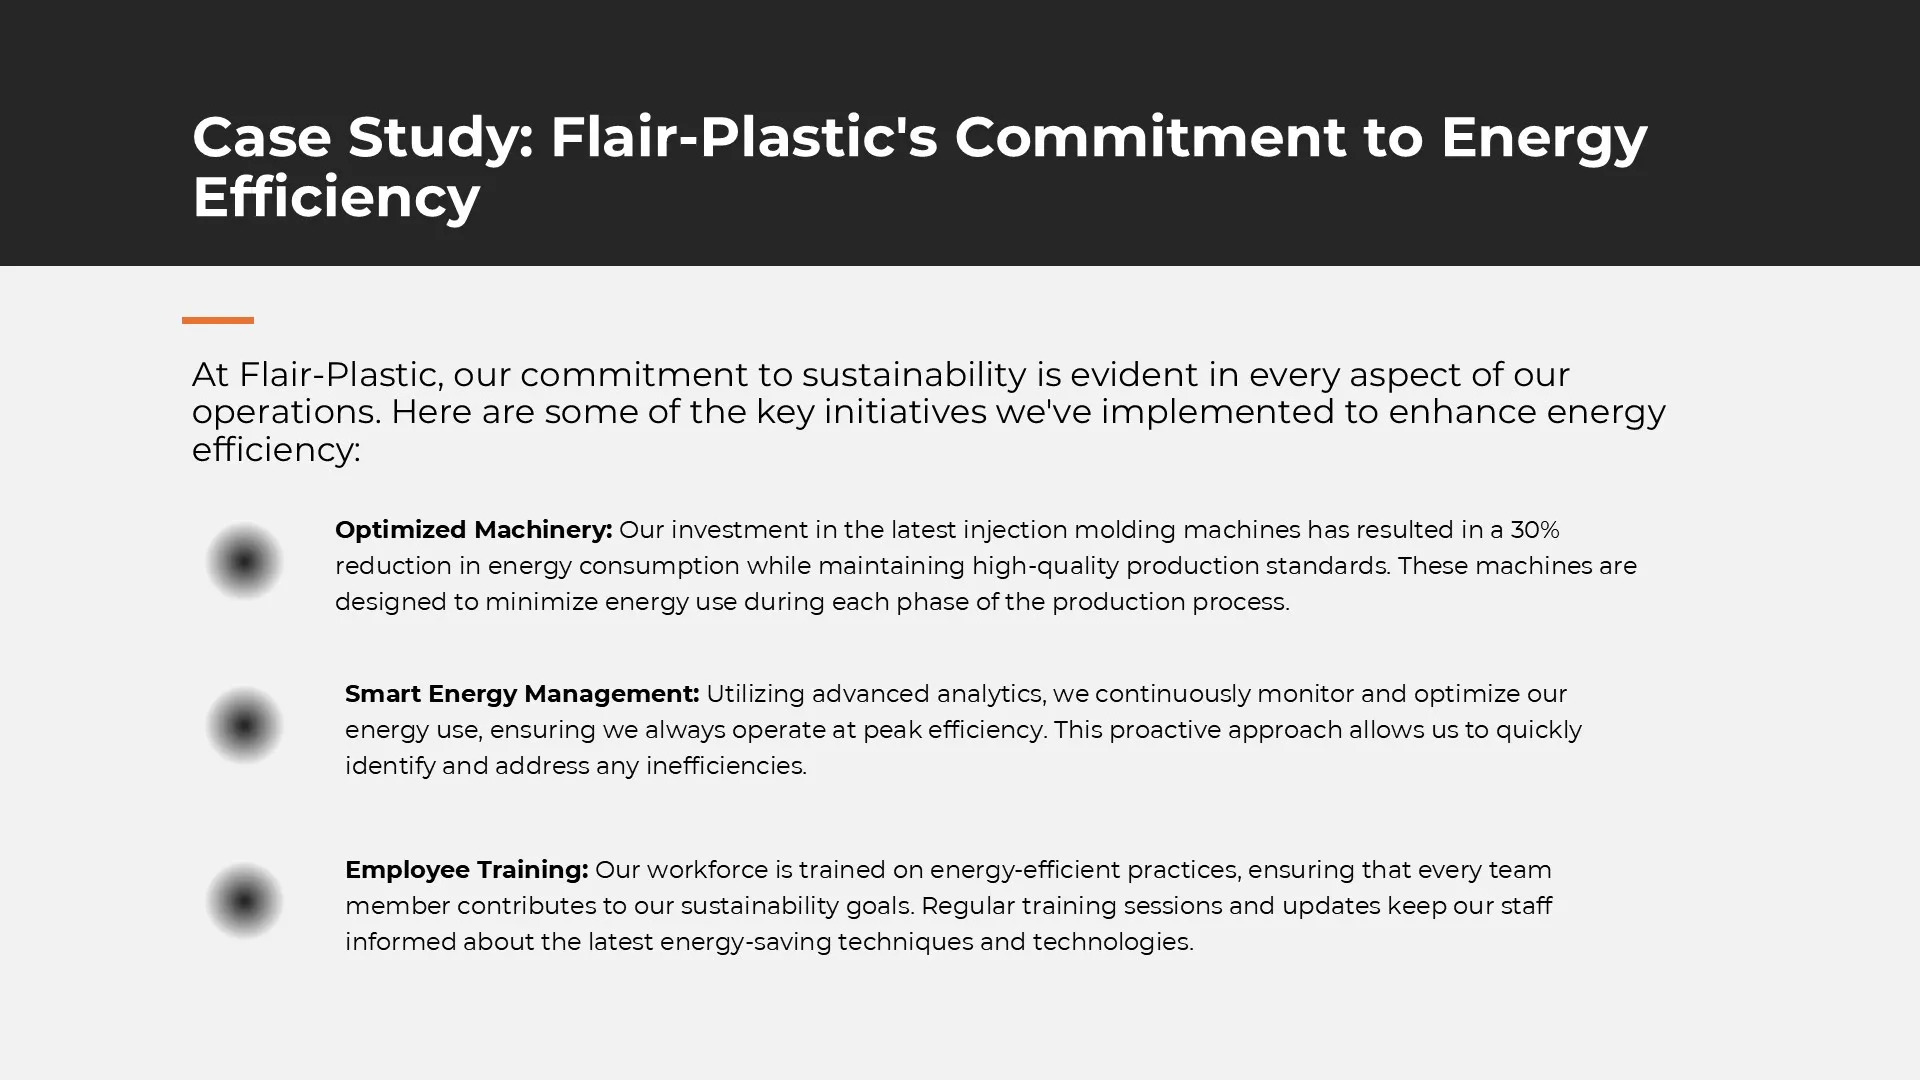 Case Study: Flair-Plastic's Commitment to Energy
Efficiency
At Flair-Plastic, our commitment to sustainability is evident in every aspect of our
operations. Here are some of the key initiatives we've implemented to enhance energy
efficiency:
Optimized Machinery: Our investment in the latest injection molding machines has resulted in a 30%
reduction in energy consumption while maintaining high-quality production standards. These machines are
designed to minimize energy use during each phase of the production process.
Smart Energy Management: Utilizing advanced analytics, we continuously monitor and optimize our
energy use, ensuring we always operate at peak efficiency. This proactive approach allows us to quickly
identify and address any inefficiencies.
Employee Training: Our workforce is trained on energy-efficient practices, ensuring that every team
member contributes to our sustainability goals. Regular training sessions and updates keep our staff
informed about the latest energy-saving techniques and technologies.